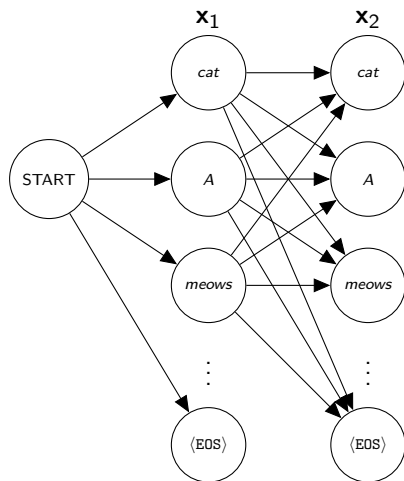 x1 x2
cat cat
START A A
meows meows
⋮ ⋮
⟨EOS⟩ ⟨EOS⟩